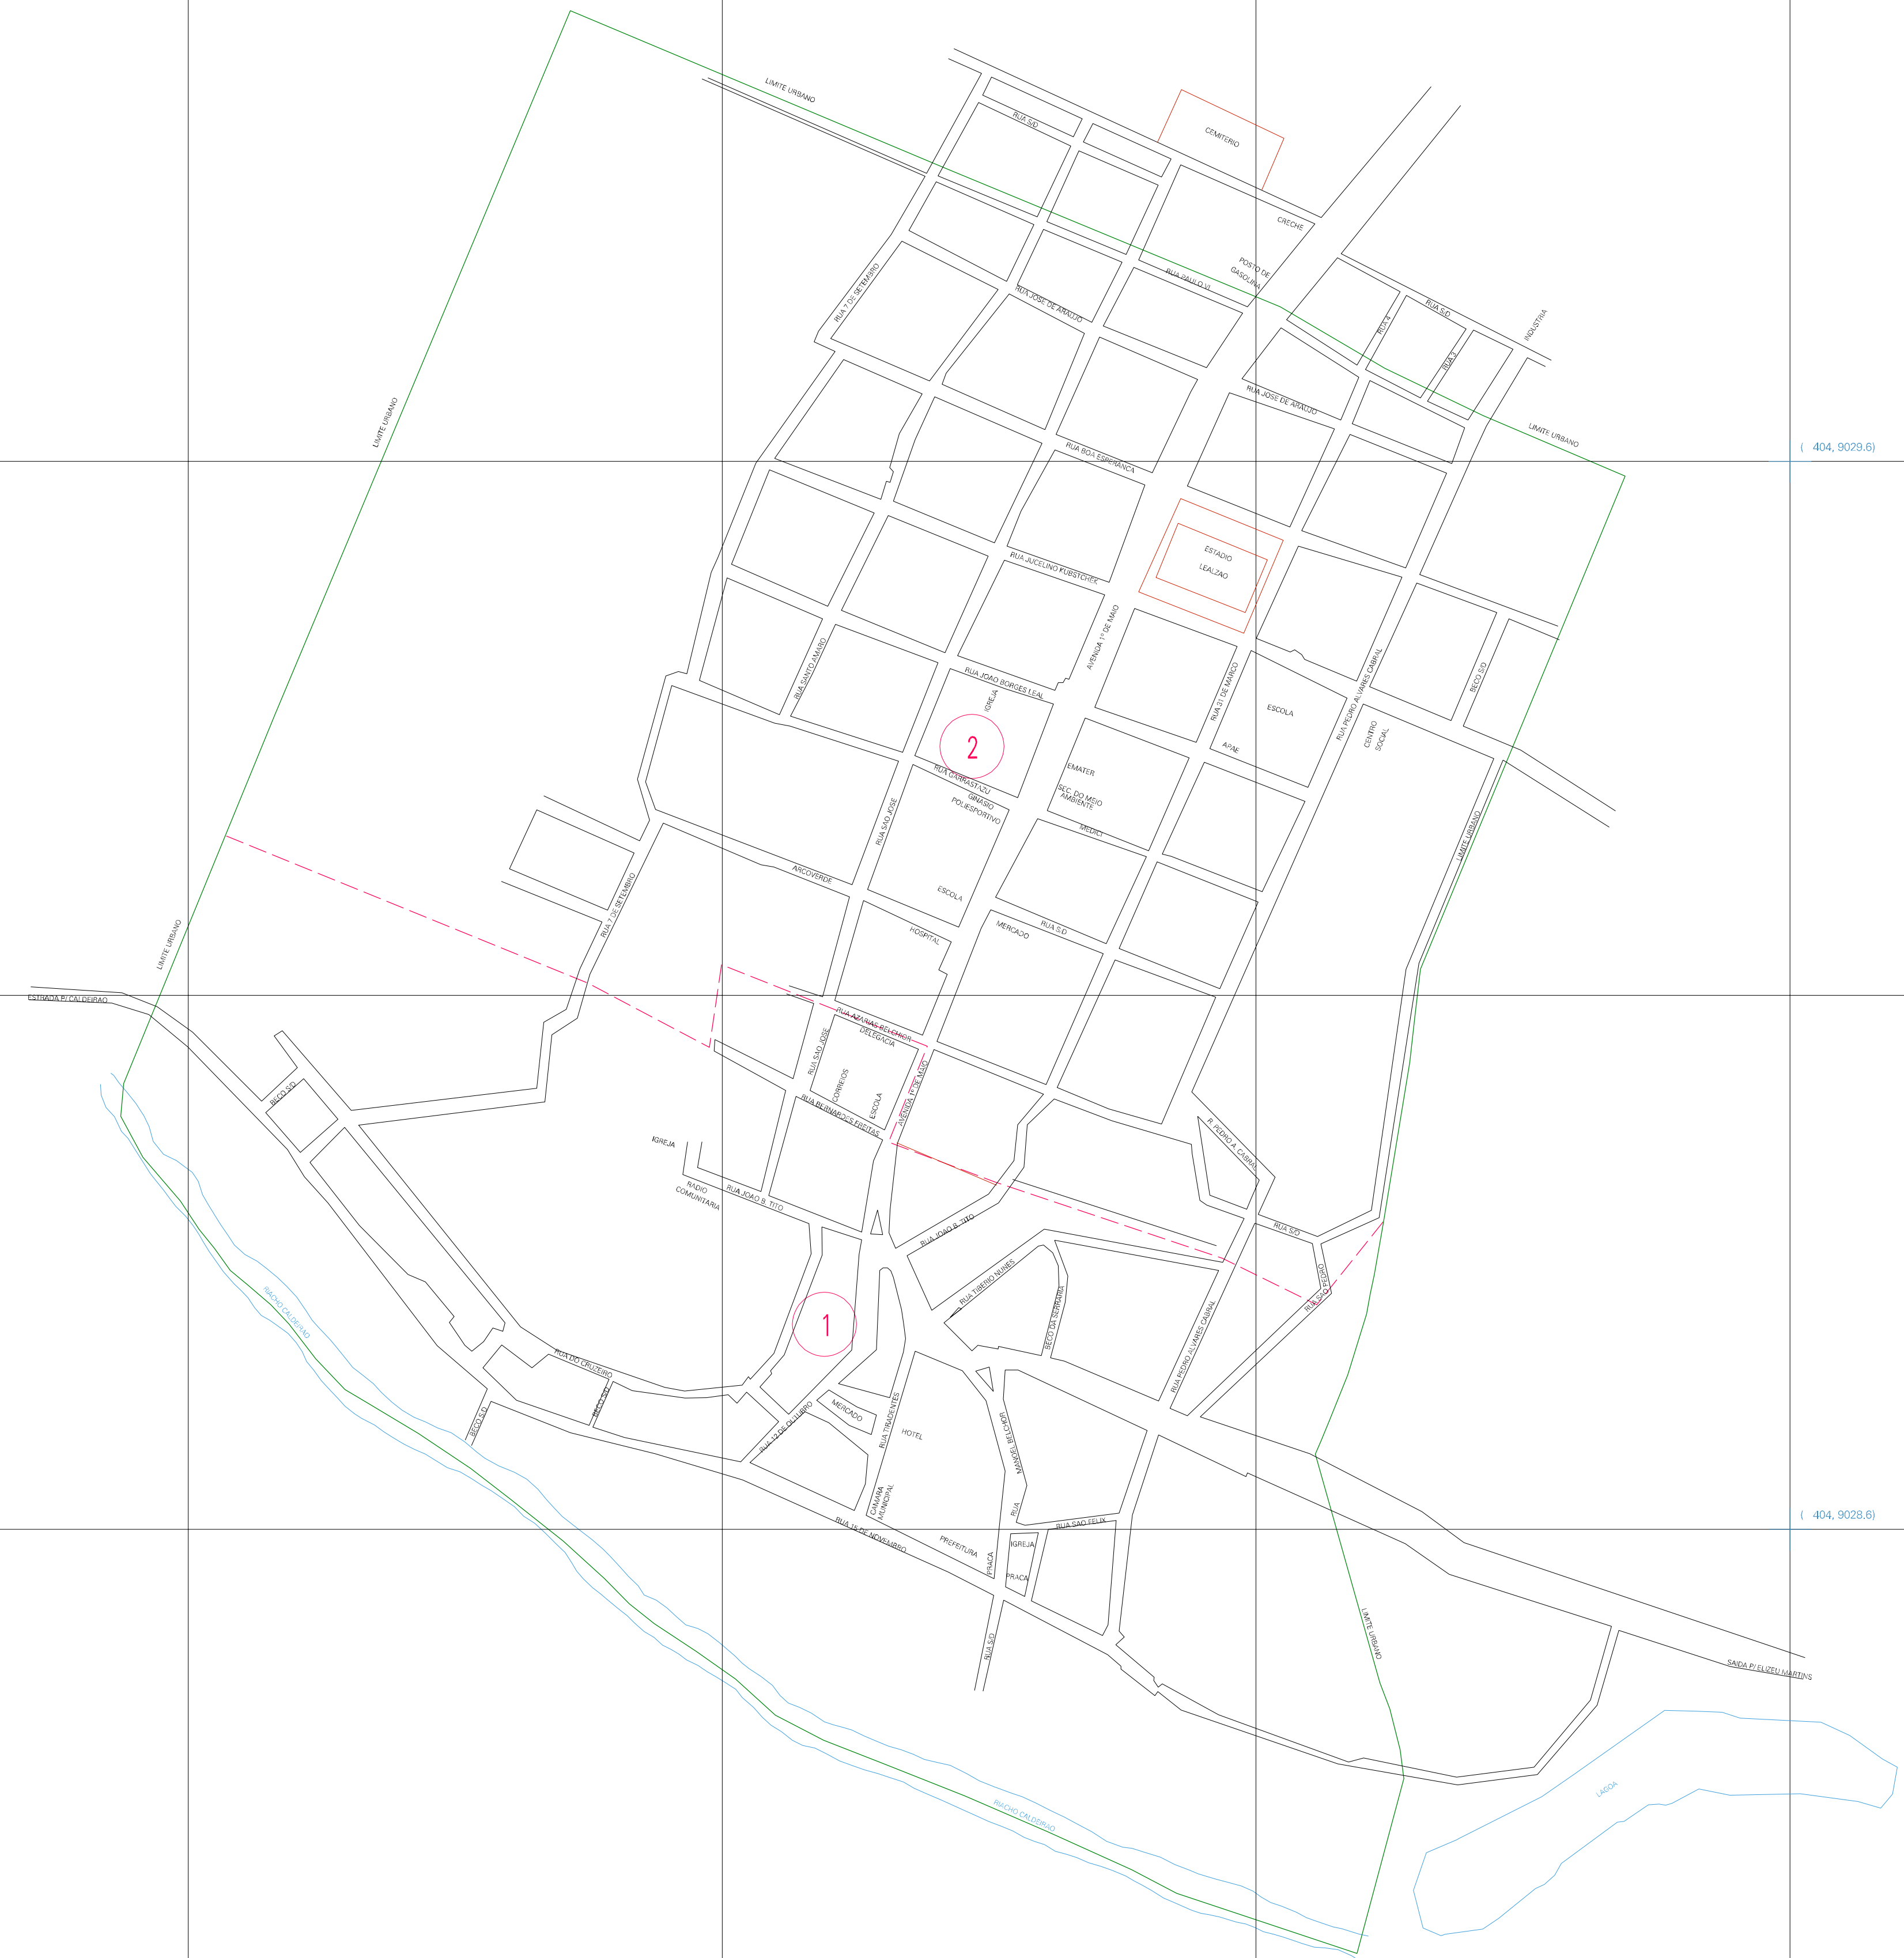 LIMITE URBANO
RUA S/D
CEMITERIO
CRECHE
POSTO DE
GASOLINA
RUA PAULO VI
RUA 7 DE SETEMBRO
RUA JOSE DE ARAUJO
RUA 4
RUA S/D
RUA 3
INDUSTRIA
RUA JOSE DE ARAUJO
LIMITE URBANO
LIMITE URBANO
( 404, 9029.6)
RUA BOA ESPERANCA
ESTADIO
LEALZAO
RUA JUCELINO KUBSTCHEK
AVENIDA 1º DE MAIO
RUA SANTO AMARO
RUA JOAO BORGES LEAL
IGREJA
RUA 31 DE MARCO
RUA PEDRO ALVARES CABRAL
BECO S/D
ESCOLA
CENTRO
SOCIAL
APAE
2
EMATER
RUA GARRASTAZU
GINASIO
POLIESPORTIVO
SEC. DO MEIO
AMBIENTE
MEDICI
RUA SAO JOSE
LIMITE URBANO
ARCOVERDE
ESCOLA
RUA 7 DE SETEMBRO
HOSPITAL
MERCADO
RUA S/D
LIMITE URBANO
ESTRADA P/ CALDEIRAO
RUA AZARIAS BELCHIOR
DELEGACIA
RUA SAO JOSE
CORREIOS
ESCOLA
AVENIDA 1º DE MAIO
BECO S/D
RUA BERNARDES FREITAS
IGREJA
R. PEDRO A. CABRAL
RADIO
COMUNITARIA
RUA JOAO B. TITO
RUA JOAO B. TITO
RUA S/D
RUA TIBERIO NUNES
RUA SAO
PEDRO
BECO DA SERRARIA
RUA PEDRO ALVARES CABRAL
RIACHO CALDEIRAO
1
RUA DO CRUZEIRO
BECO S/D
BECO S/D
MERCADO
RUA 12 DE OUTUBRO
RUA TIRADENTES
HOTEL
MANOEL BELCHIOR
RUA
CAMARA
MUNICIPAL
RUA 15 DE NOVEMBRO
PREFEITURA
PRACA
RUA SAO FELIX
IGREJA
PRACA
( 404, 9028.6)
RUA S/D
LIMITE URBANO
SAIDA P/ ELIZEU MARTINS
LAGOA
RIACHO CALDEIRAO